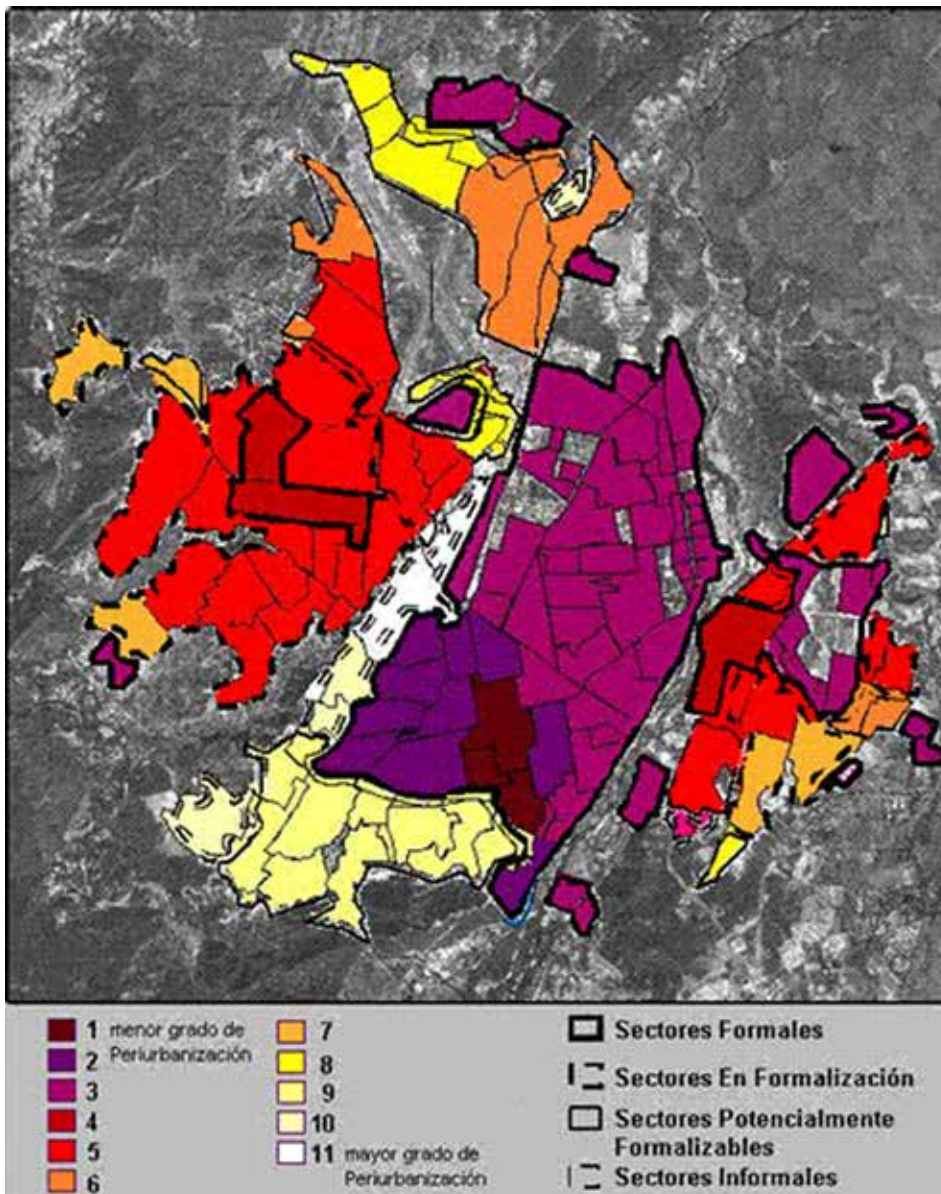 1 menor grado de
Periurbanización
2
3
4
5
6
7
8
9
10
11 mayor grado de
Periurbanización
Sectores Formales
Sectores En Formalización
Sectores Potencialmente
Formalizables
Sectores Informales